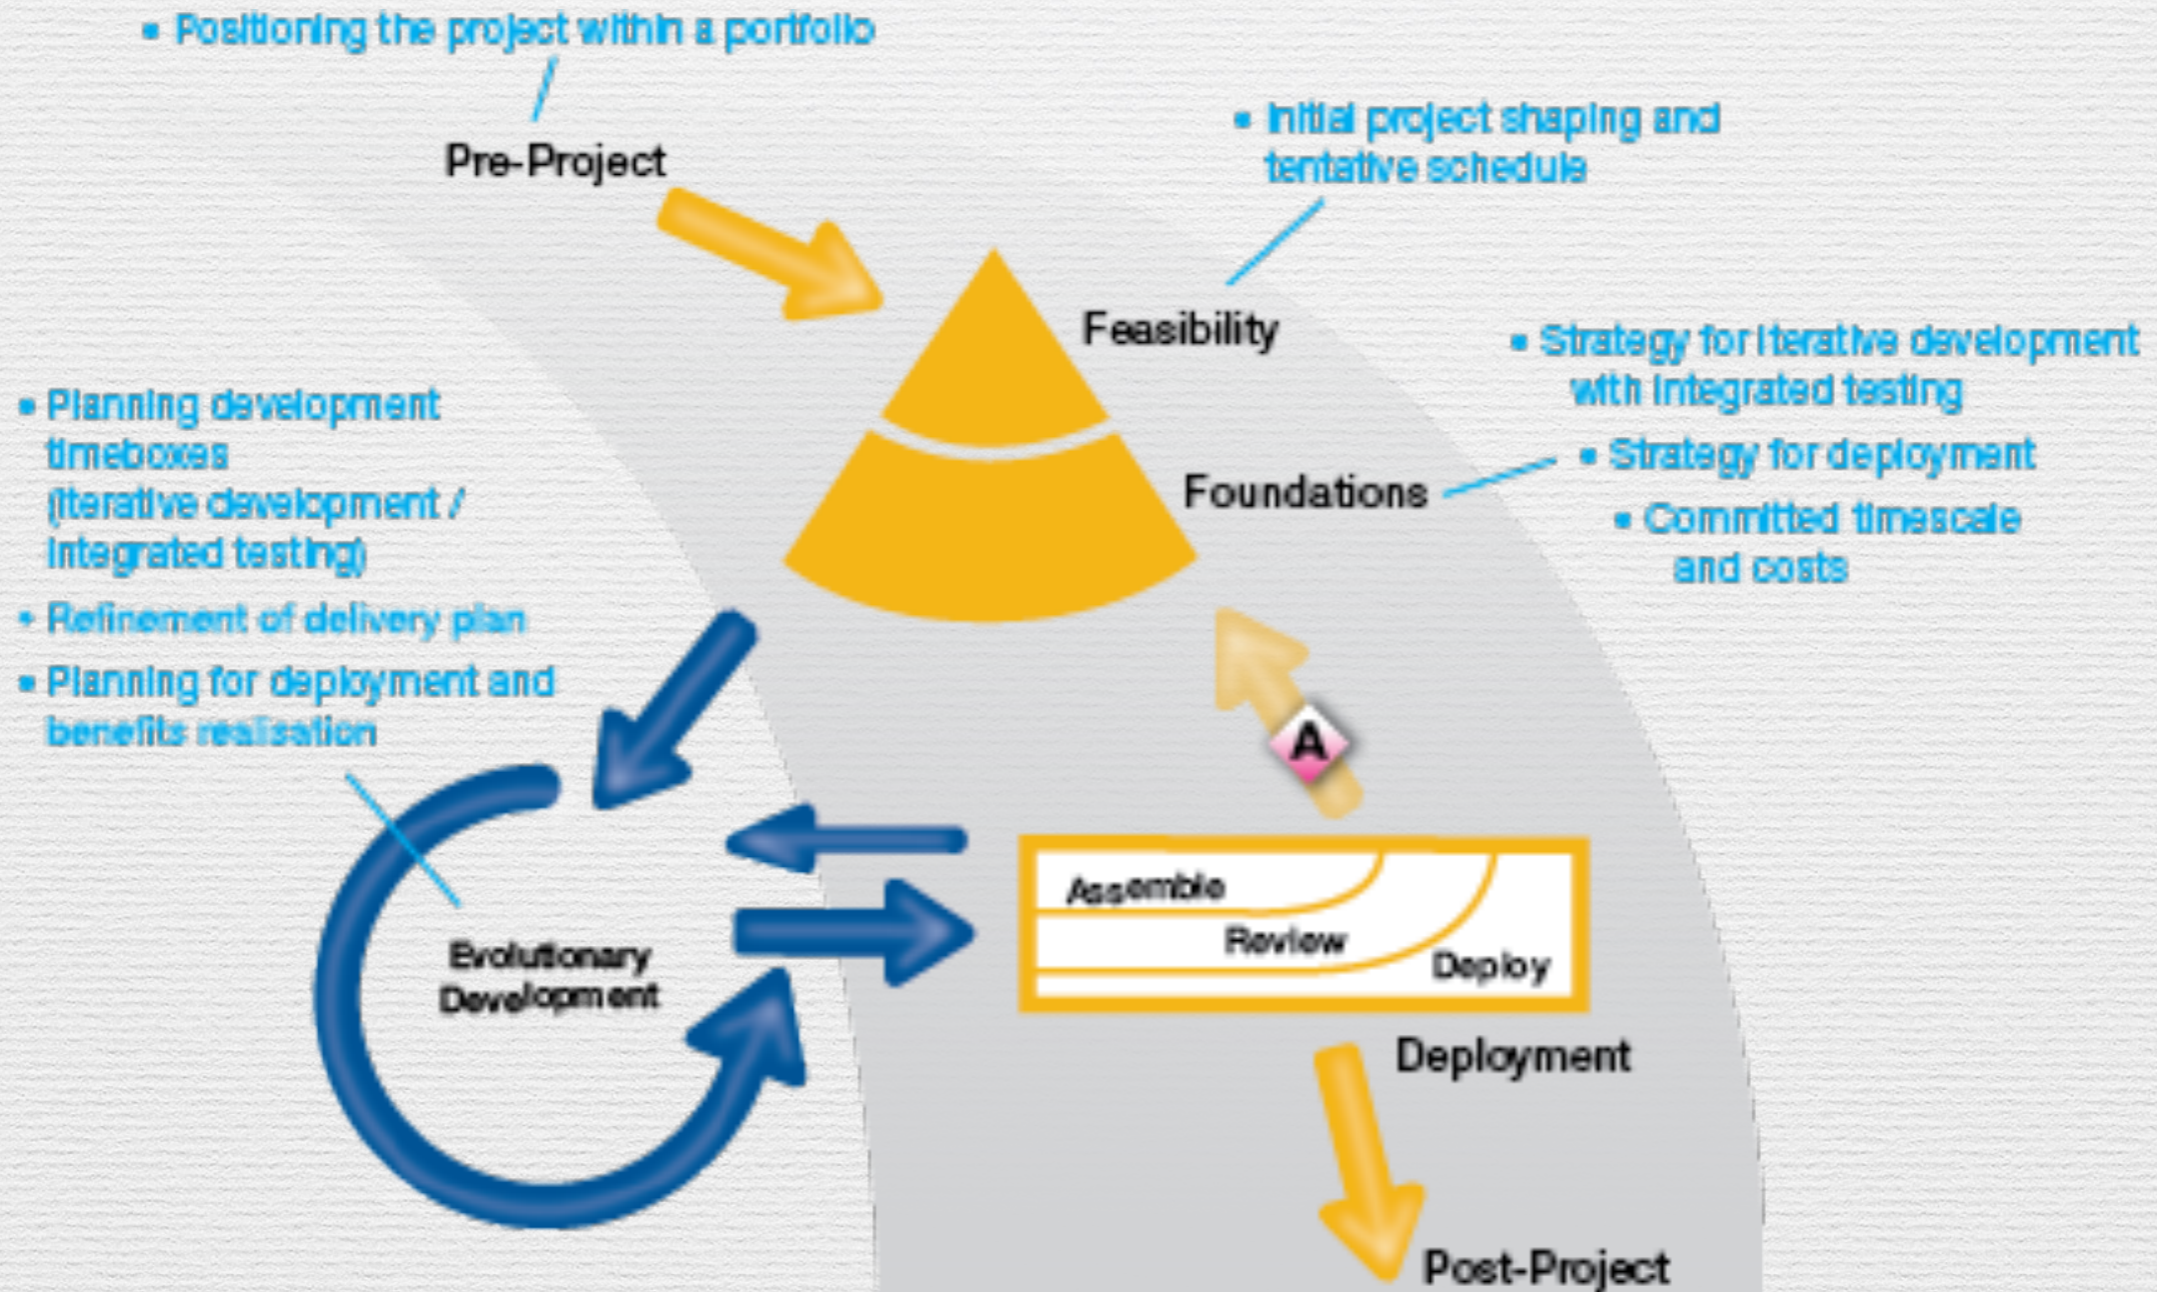 • Positioning the project within a portfolio
Pre-Project
• Initial project shaping and
tentative schedule
Feasibility
• Strategy for iterative development
with integrated testing
• Strategy for deployment
Foundations
• Committed timescale
and costs
• Planning development
timeboxes
(iterative development /
integrated testing)
• Refinement of delivery plan
• Planning for deployment and
benefits realisation
A
Assemble
Review
Deploy
Evolutionary
Development
Deployment
Post-Project